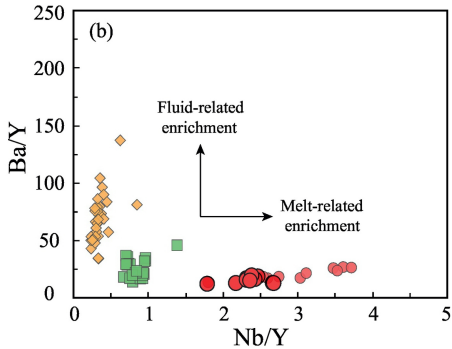 (b)
250
200
150
100
50
0
Ba/Y
Fluid-related
enrichment
Melt-related
enrichment
0 1 2 3 4 5
Nb/Y